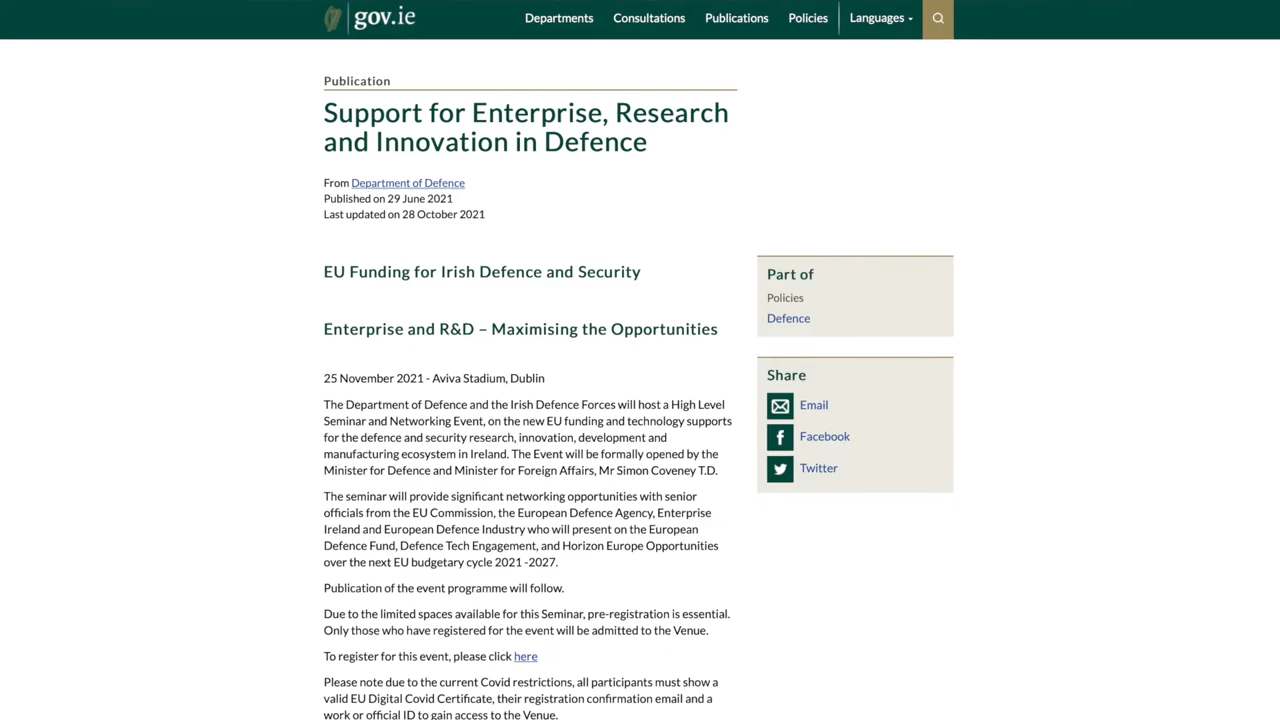 gov.ie
Departments Consultations Publications Policies Languages
Publication
Support for Enterprise, Research
and Innovation in Defence
From Department of Defence
Published on 29 June 2021
Last updated on 28 October 2021
EU Funding for Irish Defence and Security
Enterprise and R&D – Maximising the Opportunities
25 November 2021 - Aviva Stadium, Dublin
The Department of Defence and the Irish Defence Forces will host a High Level
Seminar and Networking Event, on the new EU funding and technology supports
for the defence and security research, innovation, development and
manufacturing ecosystem in Ireland. The Event will be formally opened by the
Minister for Defence and Minister for Foreign Affairs, Mr Simon Coveney T.D.
The seminar will provide significant networking opportunities with senior
officials from the EU Commission, the European Defence Agency, Enterprise
Ireland and European Defence Industry who will present on the European
Defence Fund, Defence Tech Engagement, and Horizon Europe Opportunities
over the next EU budgetary cycle 2021 -2027.
Publication of the event programme will follow.
Due to the limited spaces available for this Seminar, pre-registration is essential.
Only those who have registered for the event will be admitted to the Venue.
To register for this event, please click here
Please note due to the current Covid restrictions, all participants must show a
valid EU Digital Covid Certificate, their registration confirmation email and a
work or official ID to gain access to the Venue.
Part of
Policies
Defence
Share
Email
Facebook
Twitter